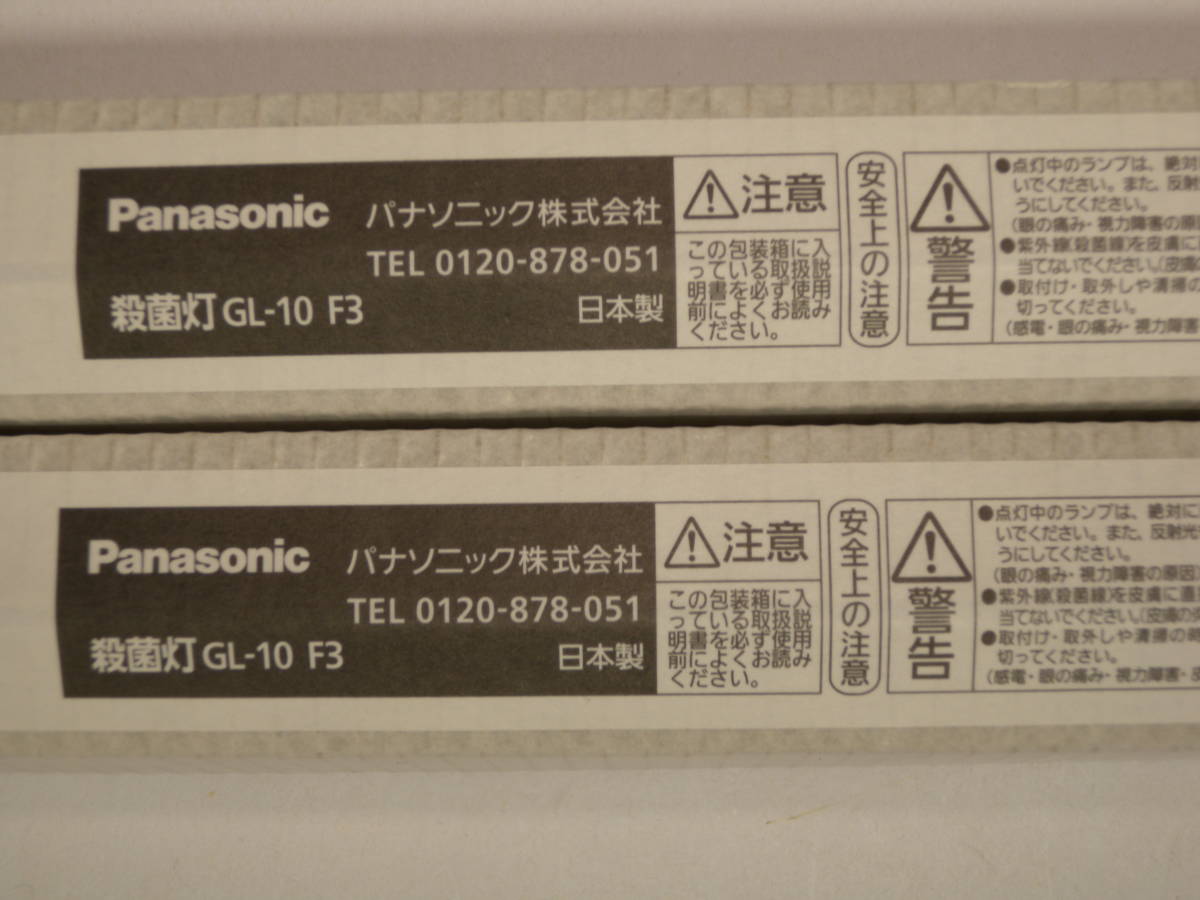 Panasonic パナソニック株式会社
TEL 0120-878-051
殺菌灯 GL-10 F3 日本製
注意
この包装箱に入
っている取扱説
明書を必ず使用
前によくお読み
ください。
安全上の注意
警告
●点灯中のランプは、絶対
いでください。また、反射
うにしてください。
(眼の痛み・視力障害の原
●紫外線(殺菌線)を皮膚に
当てないでください。(皮膚の
●取付け・取外しや清掃の
切ってください。
(感電・眼の痛み・視力障害
Panasonic パナソニック株式会社
TEL 0120-878-051
殺菌灯 GL-10 F3 日本製
注意
この包装箱に入
っている取扱説
明書を必ず使用
前によくお読み
ください。
安全上の注意
警告
●点灯中のランプは、絶対に
いでください。また、反射光
うにしてください。
(眼の痛み・視力障害の原因
●紫外線(殺菌線)を皮膚に直
当てないでください。(皮膚の
●取付け・取外しや清掃の
切ってください。
(感電・眼の痛み・視力障害・